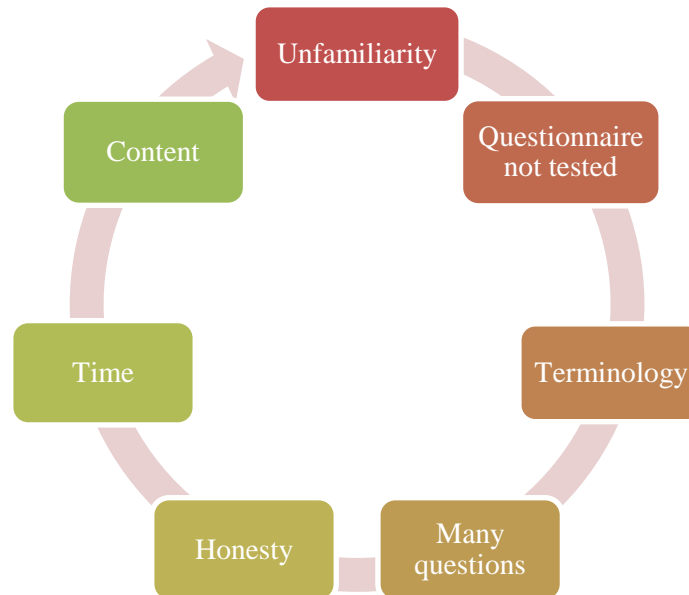 Unfamiliarity
Questionnaire
not tested
Terminology
Many
questions
Honesty
Time
Content